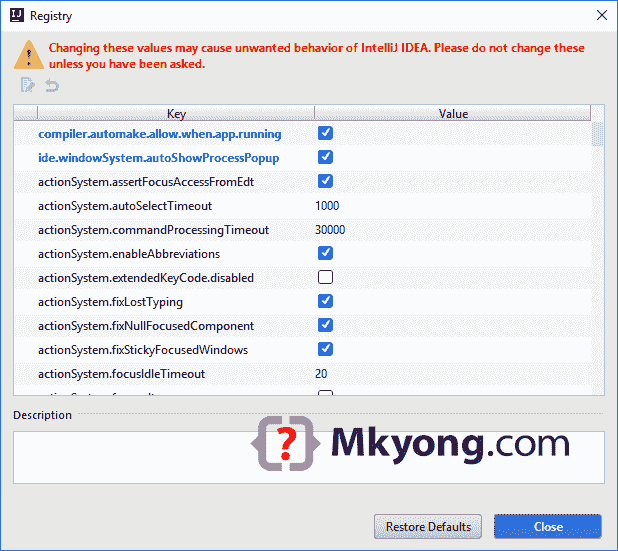 IJ Registry
Changing these values may cause unwanted behavior of IntelliJ IDEA. Please do not change these
unless you have been asked.
Key Value
compiler.automake.allow.when.app.running
ide.windowSystem.autoShowProcessPopup
actionSystem.assertFocusAccessFromEdt
actionSystem.autoSelectTimeout 1000
actionSystem.commandProcessingTimeout 30000
actionSystem.enableAbbreviations
actionSystem.extendedKeyCode.disabled
actionSystem.fixLostTyping
actionSystem.fixNullFocusedComponent
actionSystem.fixStickyFocusedWindows
actionSystem.focusIdleTimeout 20
Description
{?} Mkyong.com
Restore Defaults Close